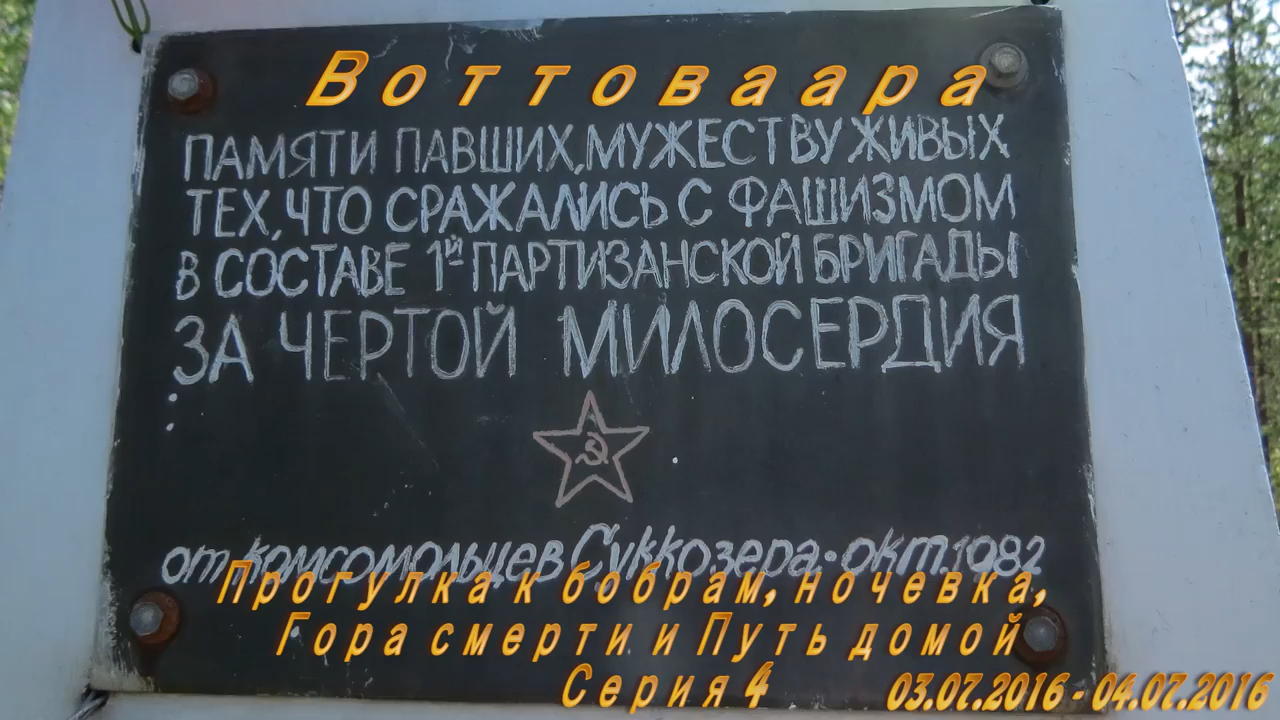 Воттоваара
ПАМЯТИ ПАВШИХ, МУЖЕСТВУ ЖИВЫХ
ТЕХ, ЧТО СРАЖАЛИСЬ С ФАШИЗМОМ
В СОСТАВЕ 1Й ПАРТИЗАНСКОЙ БРИГАДЫ
ЗА ЧЕРТОЙ МИЛОСЕРДИЯ
от комсомольцев Суккозера • окт. 1982
Прогулка к бобрам, ночевка,
Гора смерти и Путь домой
Серия 4
03.07.2016 - 04.07.2016